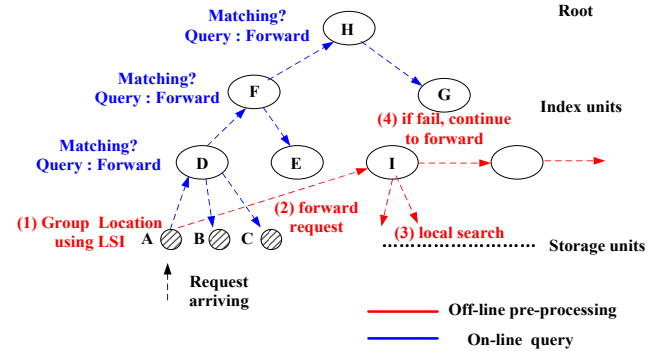 Matching?
Query : Forward
H
Root
Matching?
Query : Forward
F
G
Index units
(4) if fail, continue
to forward
Matching?
Query : Forward
D
E
I
(1) Group Location
using LSI
A
B
C
(2) forward
request
(3) local search
Storage units
Request
arriving
Off-line pre-processing
On-line query